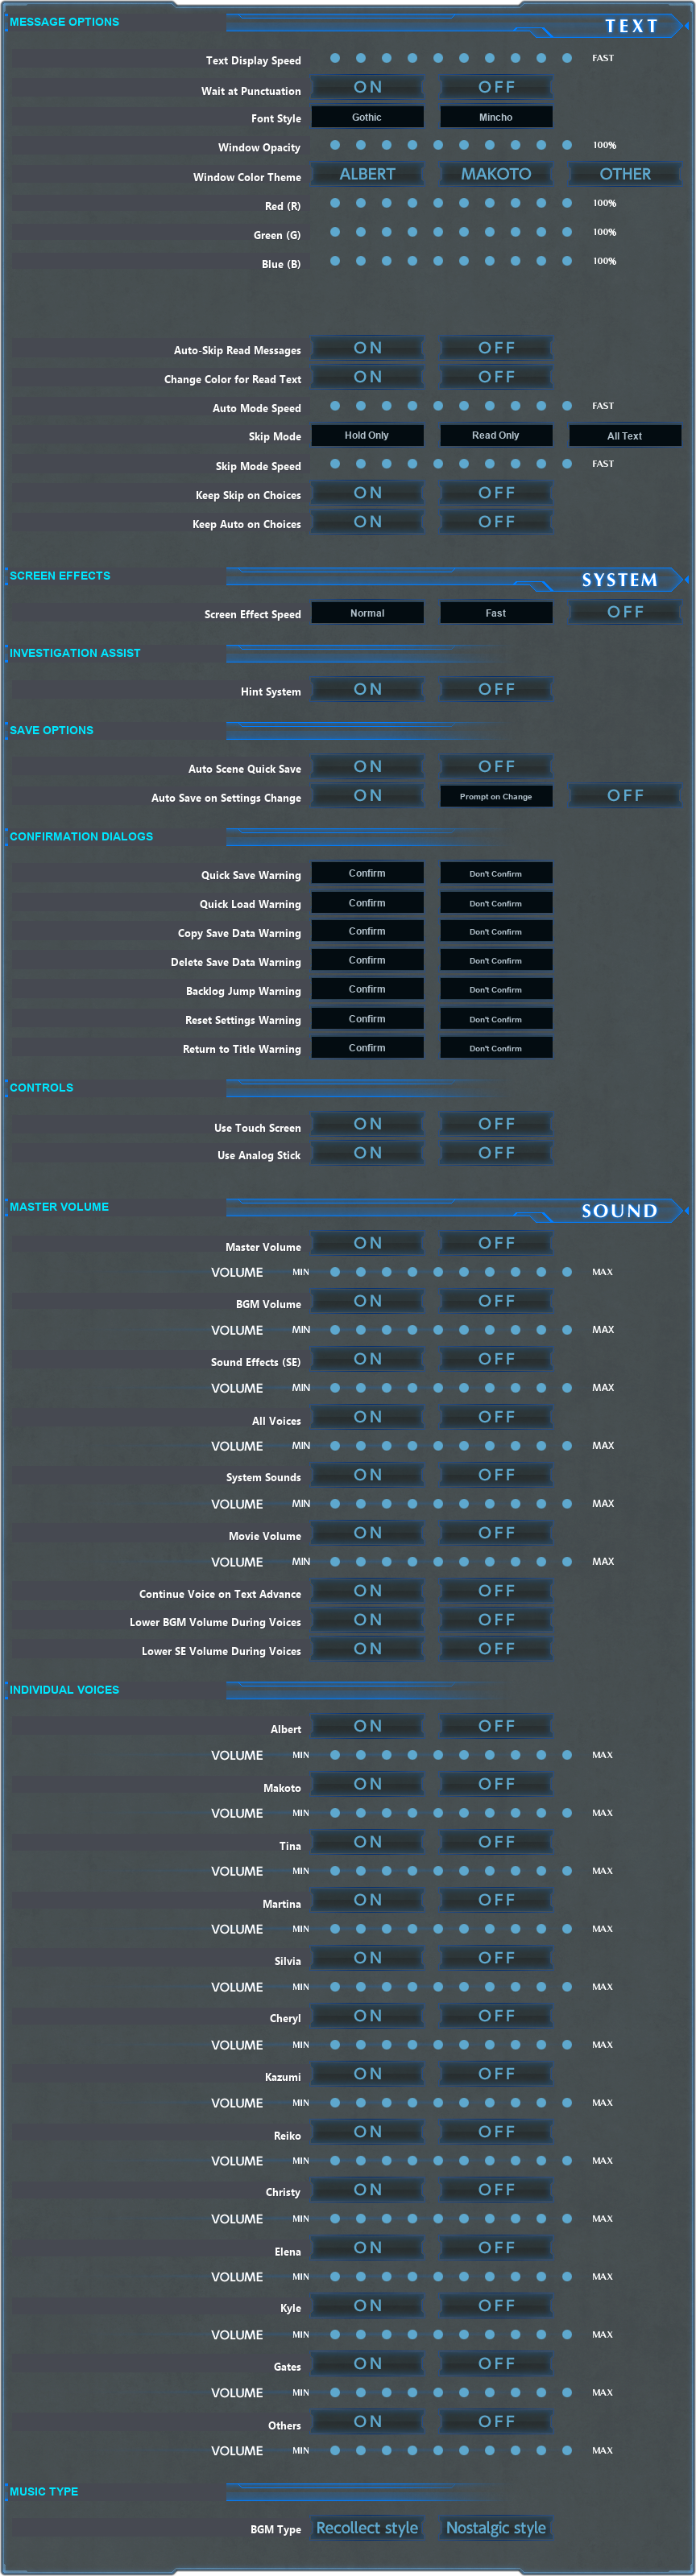 MESSAGE OPTIONS TEXT
Text Display Speed FAST
Wait at Punctuation ON OFF
Font Style Gothic Mincho
Window Opacity 100%
Window Color Theme ALBERT MAKOTO OTHER
Red (R) 100%
Green (G) 100%
Blue (B) 100%
Auto-Skip Read Messages ON OFF
Change Color for Read Text ON OFF
Auto Mode Speed FAST
Skip Mode Hold Only Read Only All Text
Skip Mode Speed FAST
Keep Skip on Choices ON OFF
Keep Auto on Choices ON OFF
SCREEN EFFECTS SYSTEM
Screen Effect Speed Normal Fast OFF
INVESTIGATION ASSIST
Hint System ON OFF
SAVE OPTIONS
Auto Scene Quick Save ON OFF
Auto Save on Settings Change ON Prompt on Change OFF
CONFIRMATION DIALOGS
Quick Save Warning Confirm Don't Confirm
Quick Load Warning Confirm Don't Confirm
Copy Save Data Warning Confirm Don't Confirm
Delete Save Data Warning Confirm Don't Confirm
Backlog Jump Warning Confirm Don't Confirm
Reset Settings Warning Confirm Don't Confirm
Return to Title Warning Confirm Don't Confirm
CONTROLS
Use Touch Screen ON OFF
Use Analog Stick ON OFF
MASTER VOLUME SOUND
Master Volume ON OFF
VOLUME MIN MAX
BGM Volume ON OFF
VOLUME MIN MAX
Sound Effects (SE) ON OFF
VOLUME MIN MAX
All Voices ON OFF
VOLUME MIN MAX
System Sounds ON OFF
VOLUME MIN MAX
Movie Volume ON OFF
VOLUME MIN MAX
Continue Voice on Text Advance ON OFF
Lower BGM Volume During Voices ON OFF
Lower SE Volume During Voices ON OFF
INDIVIDUAL VOICES
Albert ON OFF
VOLUME MIN MAX
Makoto ON OFF
VOLUME MIN MAX
Tina ON OFF
VOLUME MIN MAX
Martina ON OFF
VOLUME MIN MAX
Silvia ON OFF
VOLUME MIN MAX
Cheryl ON OFF
VOLUME MIN MAX
Kazumi ON OFF
VOLUME MIN MAX
Reiko ON OFF
VOLUME MIN MAX
Christy ON OFF
VOLUME MIN MAX
Elena ON OFF
VOLUME MIN MAX
Kyle ON OFF
VOLUME MIN MAX
Gates ON OFF
VOLUME MIN MAX
Others ON OFF
VOLUME MIN MAX
MUSIC TYPE
BGM Type Recollect style Nostalgic style